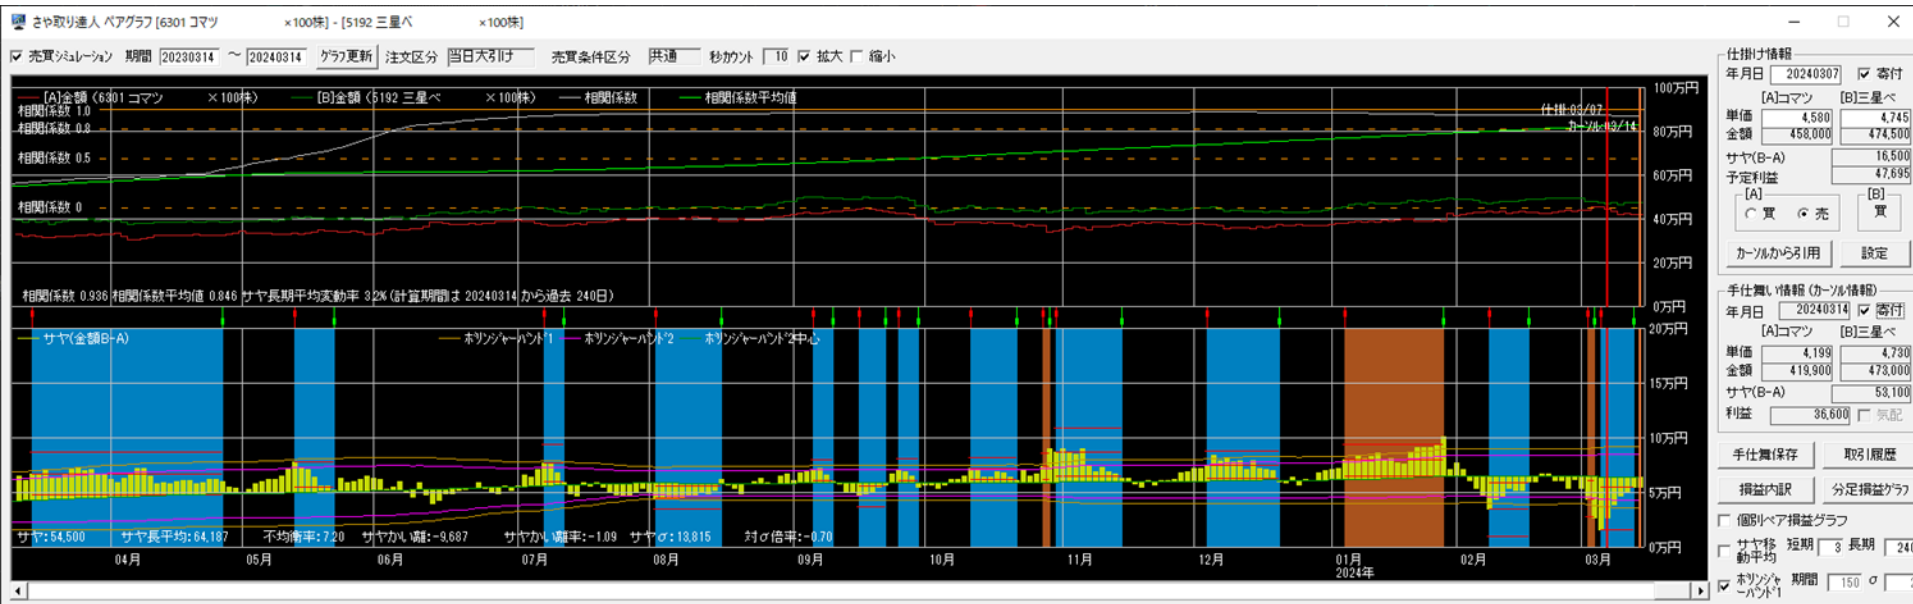 さや取り達人 ペアグラフ [6301 コマツ ×100株] - [5192 三星ベ ×100株]
売買シミュレーション 期間 20230314 ～ 20240314 グラフ更新 注文区分 当日大引け 売買条件区分 共通 秒カウント 10 拡大 縮小
[A]金額 (6301 コマツ ×100株) [B]金額 (5192 三星ベ ×100株) 相関係数 相関係数平均値
相関係数 1.0
相関係数 0.8
相関係数 0.5
相関係数 0
仕掛:03/07
カーソル:03/14
100万円
80万円
60万円
40万円
20万円
0万円
相関係数 0.936 相関係数平均値 0.846 サヤ長期平均変動率 3.2% (計算期間は 20240314 から過去 240日)
サヤ(金額B-A) ボリンジャーバンド1 ボリンジャーバンド2 ボリンジャーバンド2中心
20万円
15万円
10万円
5万円
0万円
サヤ:54,500 サヤ長平均:64,187 不均衡率:7.20 サヤかい離:-9,687 サヤかい離率:-1.09 サヤσ:13,815 対σ倍率:-0.70
04月 05月 06月 07月 08月 09月 10月 11月 12月 01月 02月 03月
2024年
仕掛け情報
年月日 20240307 寄付
[A]コマツ [B]三星ベ
単価 4,580 4,745
金額 458,000 474,500
サヤ(B-A) 16,500
予定利益 47,695
[A] [B]
買 売 買
カーソルから引用 設定
手仕舞い情報 (カーソル情報)
年月日 20240314 寄付
[A]コマツ [B]三星ベ
単価 4,199 4,730
金額 419,900 473,000
サヤ(B-A) 53,100
利益 36,600 気配
手仕舞保存 取引履歴
損益内訳 分足損益グラフ
個別ペア損益グラフ
サヤ移動平均 短期 3 長期 240
ボリンジャーバンド1 期間 150 σ